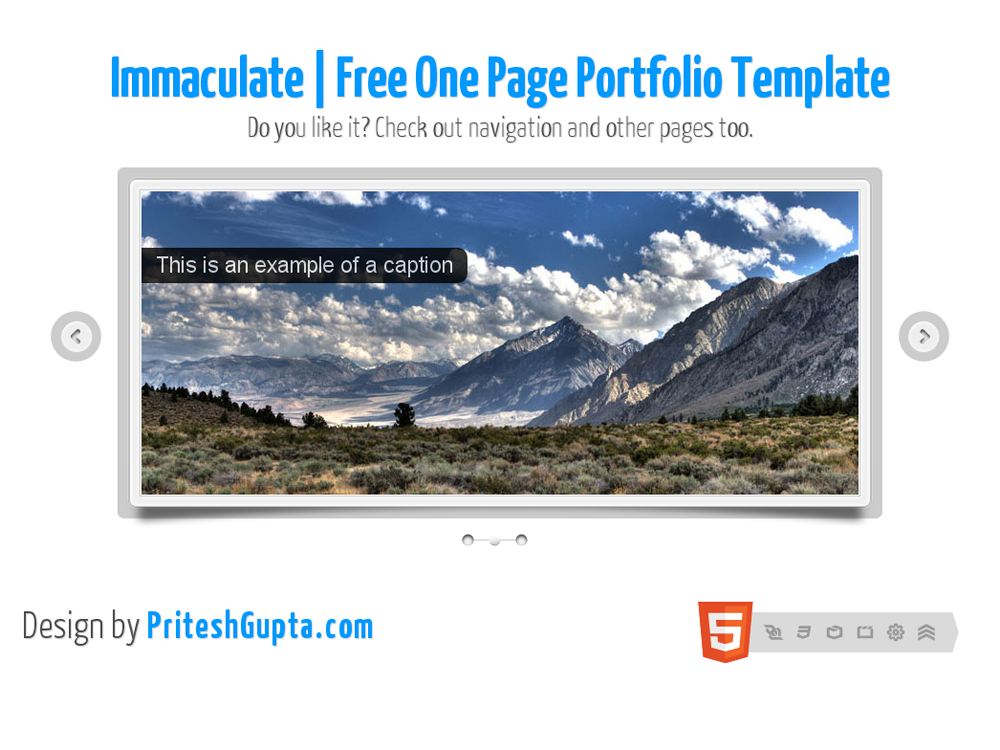 Immaculate | Free One Page Portfolio Template
Do you like it? Check out navigation and other pages too.
This is an example of a caption
Design by PriteshGupta.com
5